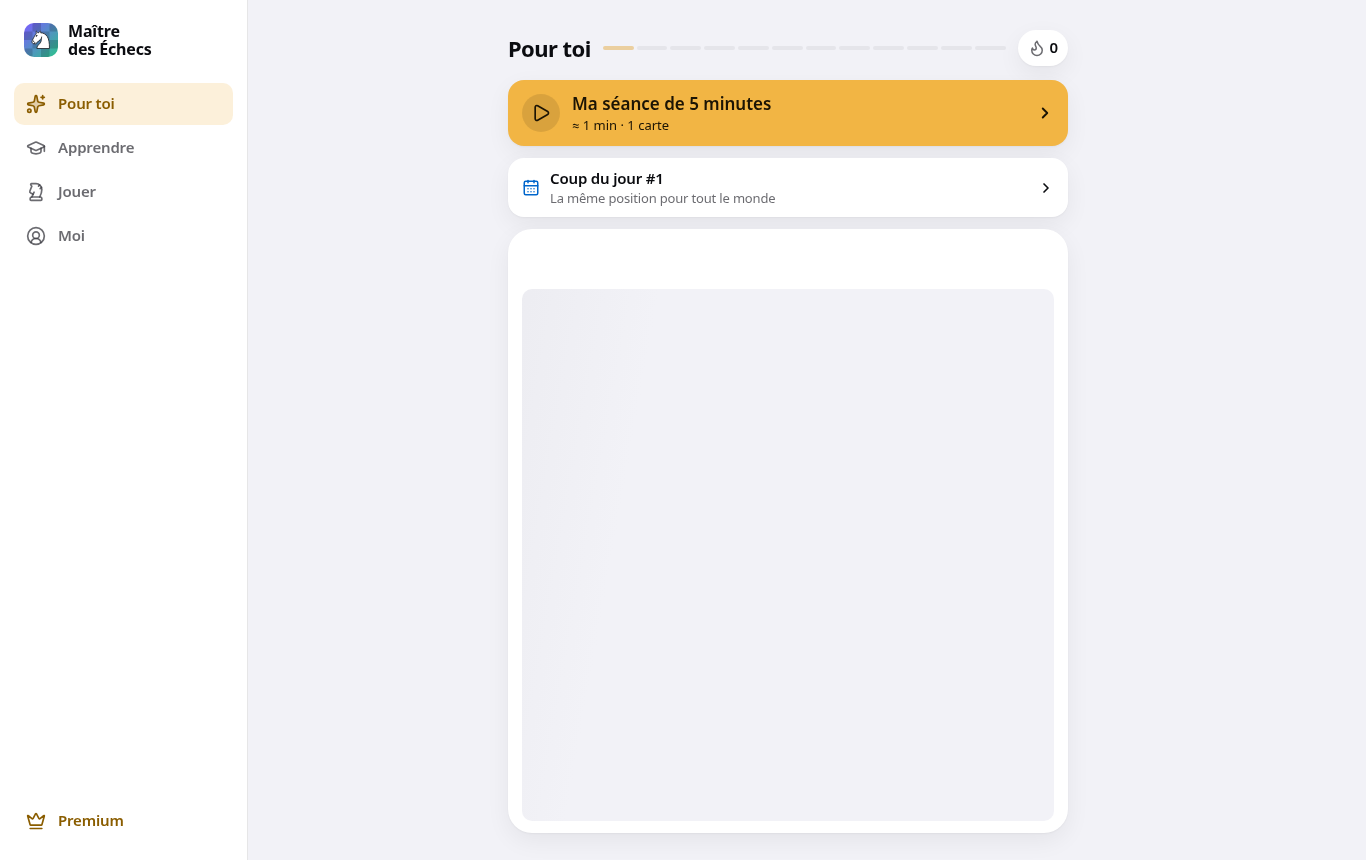 Maître
des Échecs
Pour toi
Apprendre
Jouer
Moi
Premium
Pour toi
0
Ma séance de 5 minutes
≈ 1 min · 1 carte
Coup du jour #1
La même position pour tout le monde